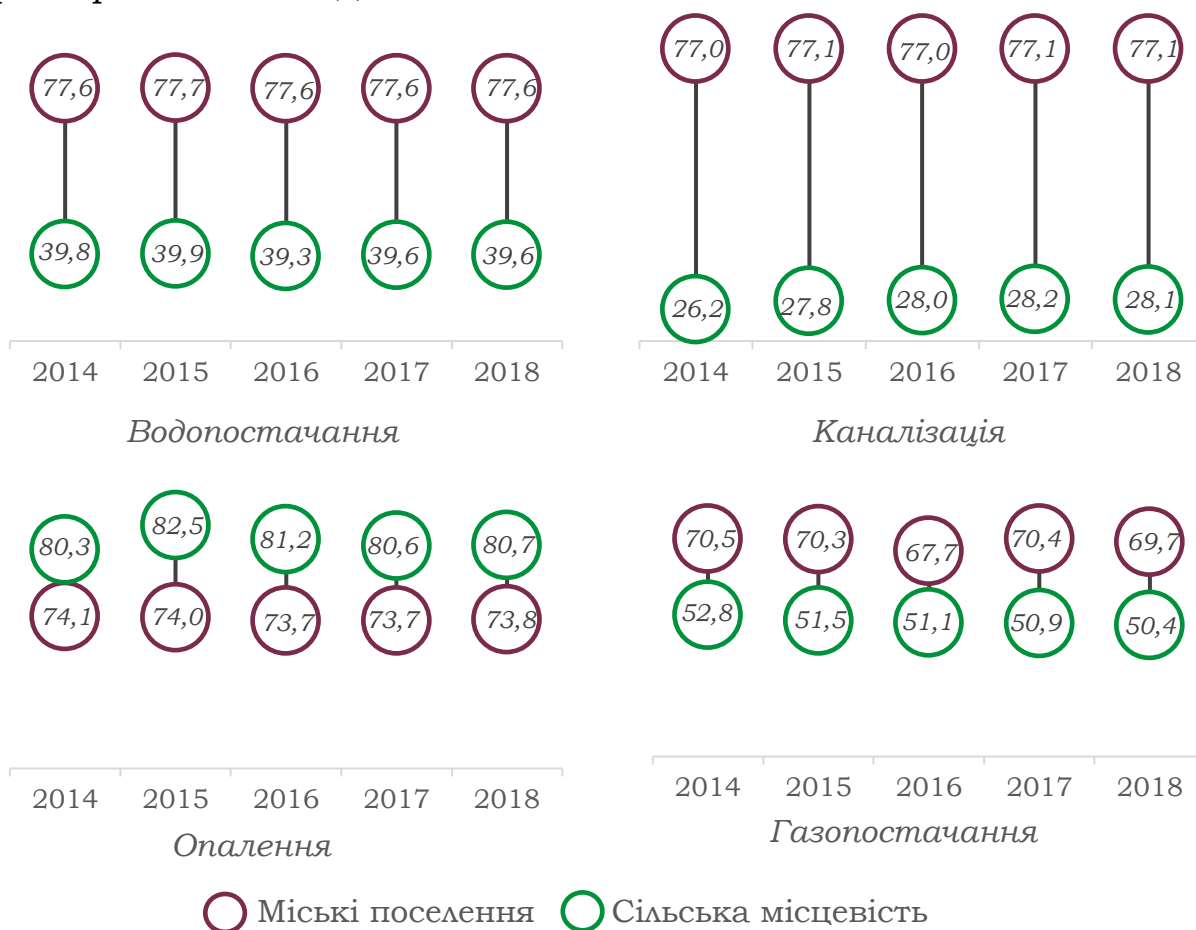 77,6 77,7 77,6 77,6 77,6
39,8 39,9 39,3 39,6 39,6
2014 2015 2016 2017 2018
Водопостачання
77,0 77,1 77,0 77,1 77,1
26,2 27,8 28,0 28,2 28,1
2014 2015 2016 2017 2018
Каналізація
80,3 82,5 81,2 80,6 80,7
74,1 74,0 73,7 73,7 73,8
2014 2015 2016 2017 2018
Опалення
70,5 70,3 67,7 70,4 69,7
52,8 51,5 51,1 50,9 50,4
2014 2015 2016 2017 2018
Газопостачання
Міські поселення Сільська місцевість